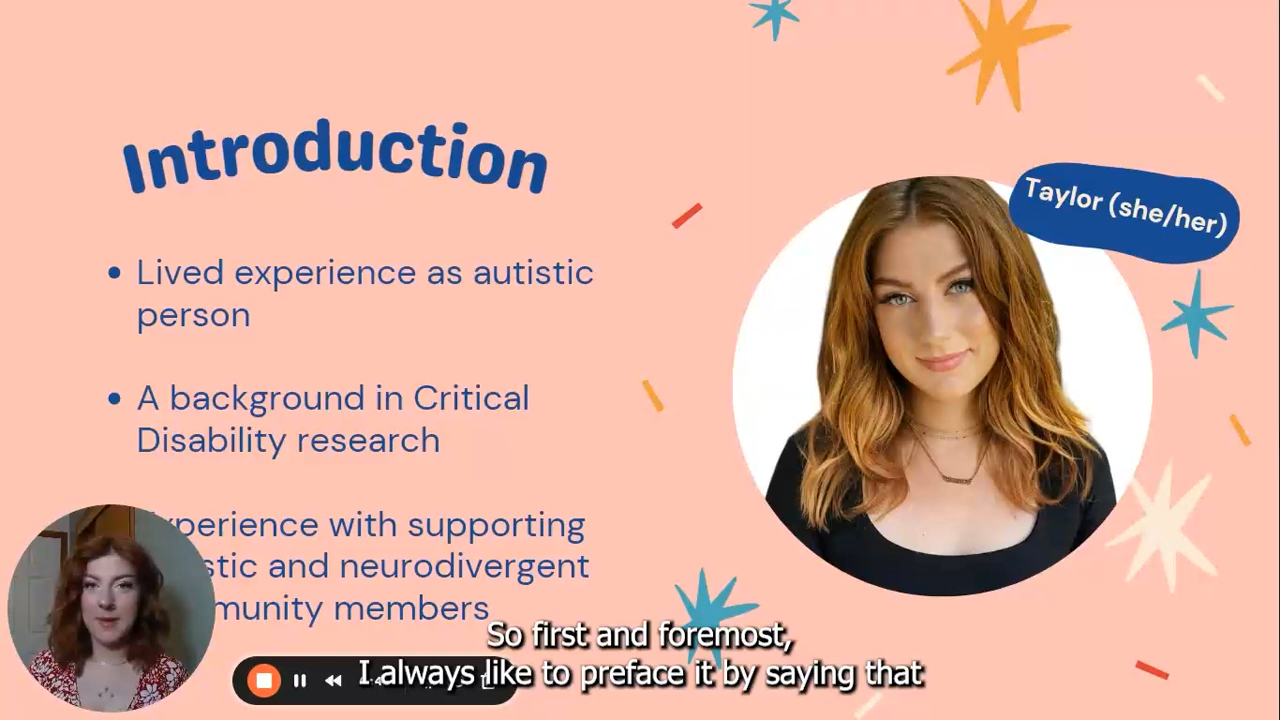 Introduction
Taylor (she/her)
• Lived experience as autistic
person
• A background in Critical
Disability research
xperience with supporting
stic and neurodivergent
munity members
So first and foremost,
I always like to preface it by saying that